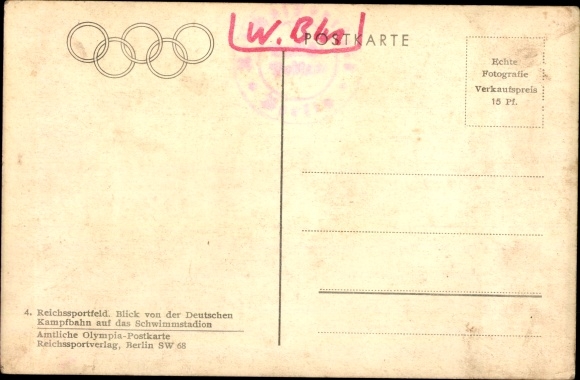 W. Bln
POSTKARTE
Echte
Fotografie
Verkaufspreis
15 Pf.
4. Reichssportfeld. Blick von der Deutschen
Kampfbahn auf das Schwimmstadion
Amtliche Olympia-Postkarte
Reichssportverlag, Berlin SW 68